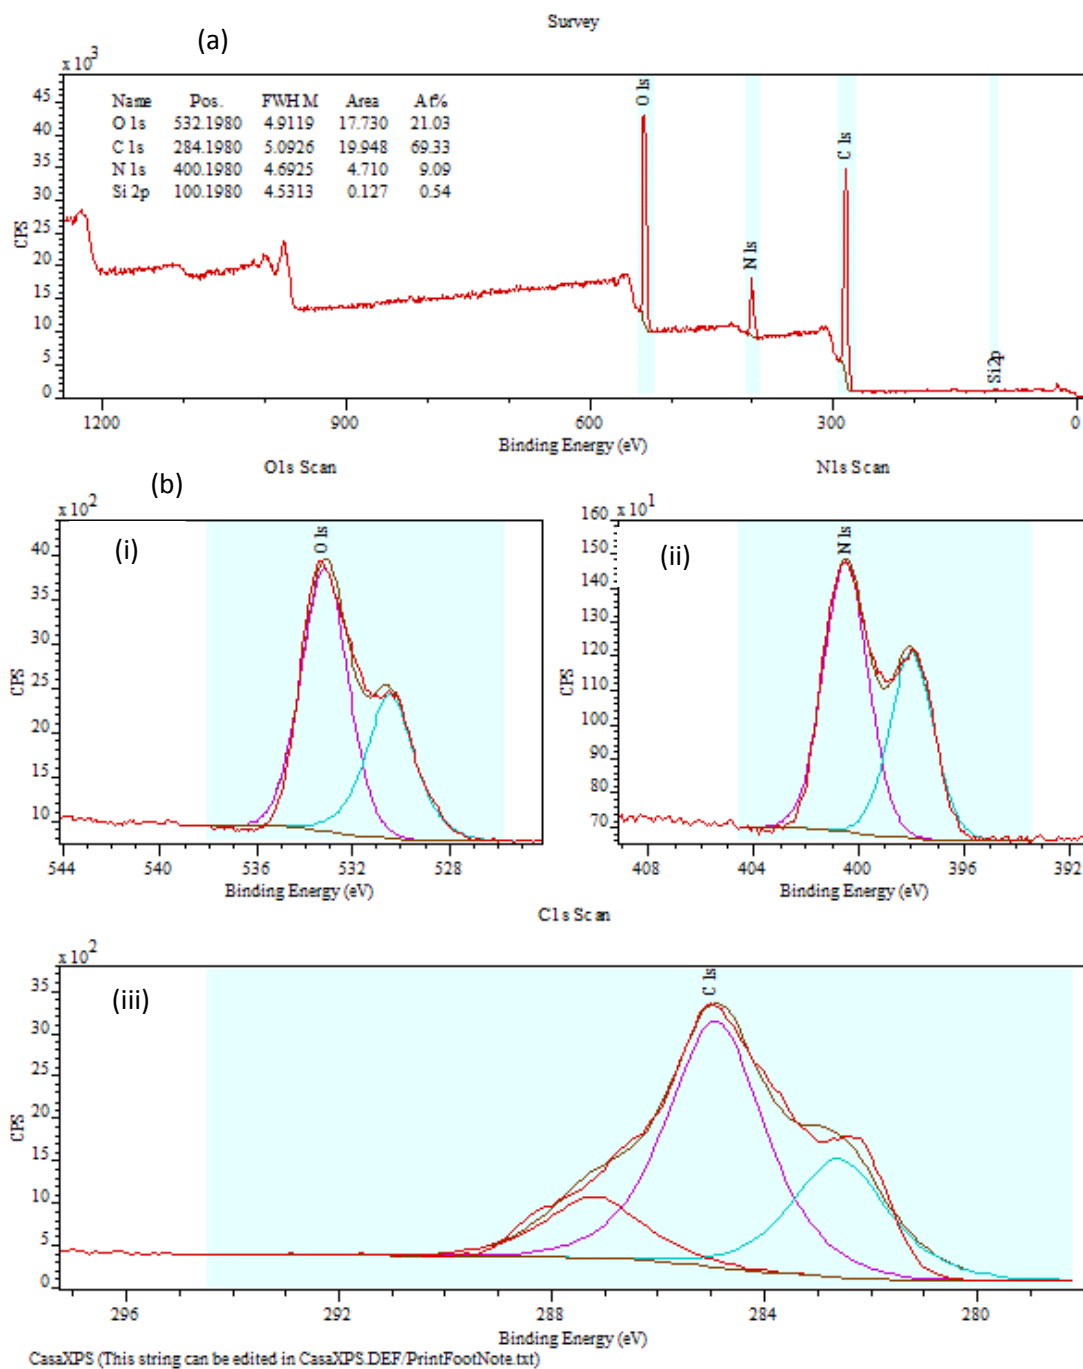 Survey
(a)
x 10³
Name Pos. FWHM Area At%
O 1s 532.1980 4.9119 17.730 21.03
C 1s 284.1980 5.0926 19.948 69.33
N 1s 400.1980 4.6925 4.710 9.09
Si 2p 100.1980 4.5313 0.127 0.54
O 1s
N 1s
C 1s
Si 2p
CPS
45
40
35
30
25
20
15
10
5
0
1200 900 600 300 0
Binding Energy (eV)
(b)
O1s Scan
x 10²
(i)
O 1s
CPS
40
35
30
25
20
15
10
544 540 536 532 528
Binding Energy (eV)
N1s Scan
x 10¹
(ii)
N 1s
CPS
160
150
140
130
120
110
100
90
80
70
408 404 400 396 392
Binding Energy (eV)
C1s Scan
x 10²
(iii)
C 1s
CPS
35
30
25
20
15
10
5
0
296 292 288 284 280
Binding Energy (eV)
CasaXPS (This string can be edited in CasaXPS.DEF/PrintFootNote.txt)